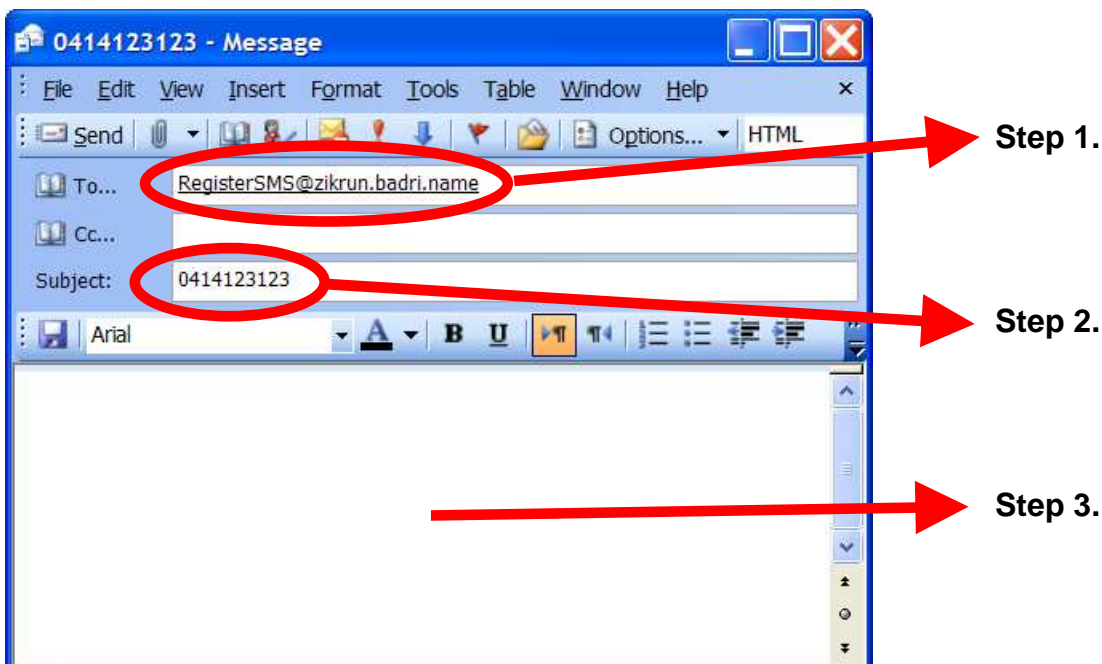 0414123123 - Message
File Edit View Insert Format Tools Table Window Help
Send Options... HTML
Step 1.
To... RegisterSMS@zikrun.badri.name
Cc...
Subject: 0414123123
Step 2.
Arial A B U
Step 3.